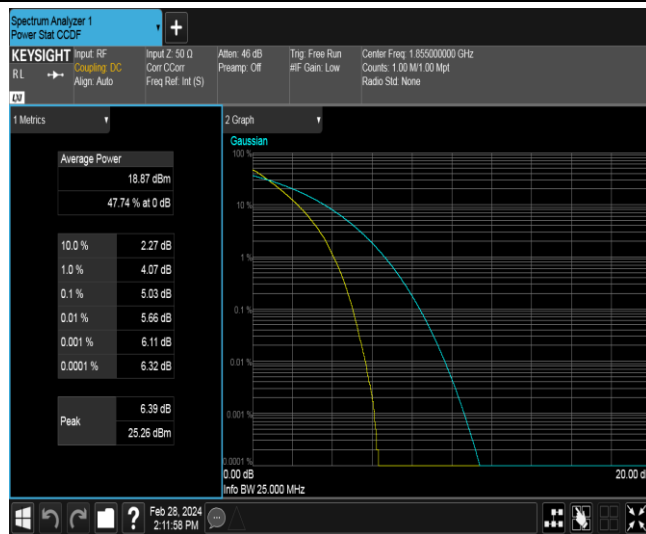 Spectrum Analyzer 1
Power Stat CCDF
+
KEYSIGHT
RL
LXI
Input: RF
Coupling: DC
Align: Auto
Input Z: 50 Ω
Corr CCorr
Freq Ref: Int (S)
Atten: 46 dB
Preamp: Off
Trig: Free Run
#IF Gain: Low
Center Freq: 1.855000000 GHz
Counts: 1.00 M/1.00 Mpt
Radio Std: None
1 Metrics
Average Power
18.87 dBm
47.74 % at 0 dB
10.0 % 2.27 dB
1.0 % 4.07 dB
0.1 % 5.03 dB
0.01 % 5.66 dB
0.001 % 6.11 dB
0.0001 % 6.32 dB
Peak 6.39 dB
25.26 dBm
2 Graph
Gaussian
100 %
10 %
1 %
0.1 %
0.01 %
0.001 %
0.0001 %
0.00 dB 20.00 d
Info BW 25.000 MHz
?
Feb 28, 2024
2:11:58 PM